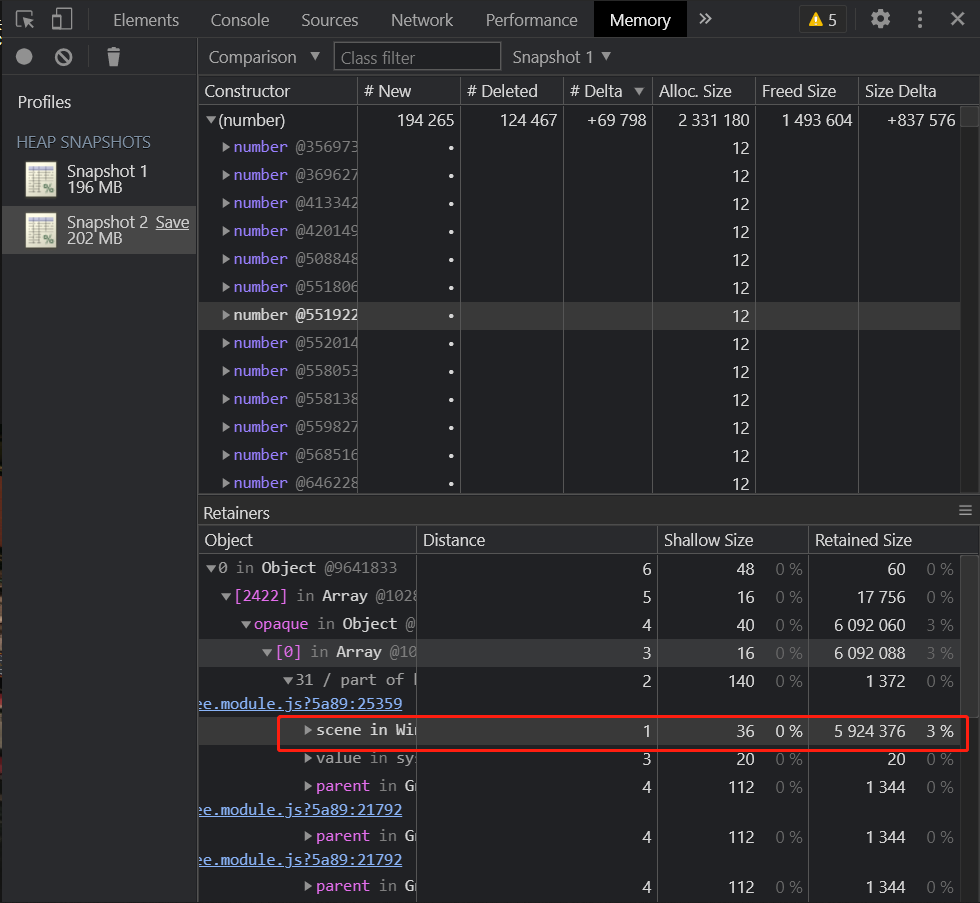 Elements Console Sources Network Performance Memory » 5
Comparison ▼ Class filter Snapshot 1 ▼
Profiles
HEAP SNAPSHOTS
Snapshot 1
196 MB
Snapshot 2 Save
202 MB
Constructor # New # Deleted # Delta ▼ Alloc. Size Freed Size Size Delta
▼(number) 194 265 124 467 +69 798 2 331 180 1 493 604 +837 576
▶number @356973 • 12
▶number @369627 • 12
▶number @413342 • 12
▶number @420149 • 12
▶number @508848 • 12
▶number @551806 • 12
▶number @551922 • 12
▶number @552014 • 12
▶number @558053 • 12
▶number @558138 • 12
▶number @559827 • 12
▶number @568516 • 12
▶number @646228 • 12
Retainers
Object Distance Shallow Size Retained Size
▼0 in Object @9641833 6 48 0 % 60 0 %
▼[2422] in Array @1028 5 16 0 % 17 756 0 %
▼opaque in Object @ 4 40 0 % 6 092 060 3 %
▼[0] in Array @10 3 16 0 % 6 092 088 3 %
▼31 / part of 2 140 0 % 1 372 0 %
ee.module.js?5a89:25359
▶scene in Win 1 36 0 % 5 924 376 3 %
▶value in sys 3 20 0 % 20 0 %
▶parent in G 4 112 0 % 1 344 0 %
ee.module.js?5a89:21792
▶parent in G 4 112 0 % 1 344 0 %
ee.module.js?5a89:21792
▶parent in G 4 112 0 % 1 344 0 %